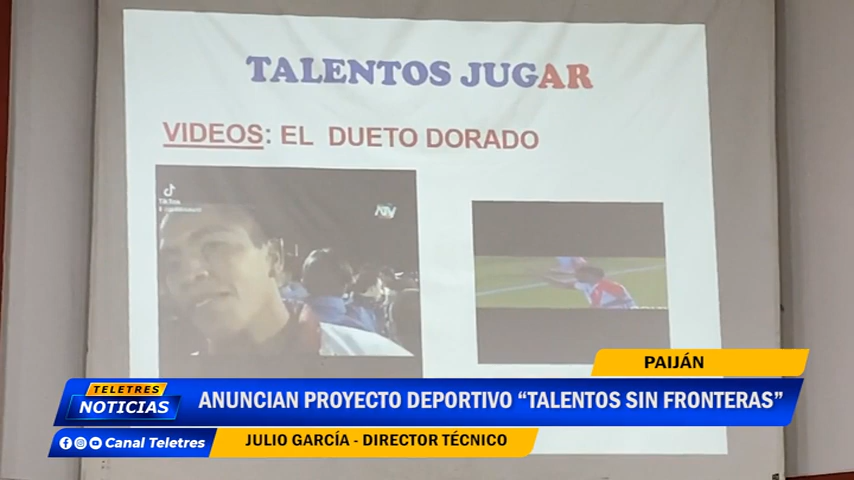 TALENTOS JUGAR
VIDEOS: EL DUETO DORADO
TikTok
ATV
PAIJÁN
TELETRES
NOTICIAS
ANUNCIAN PROYECTO DEPORTIVO “TALENTOS SIN FRONTERAS”
Canal Teletres
JULIO GARCÍA - DIRECTOR TÉCNICO